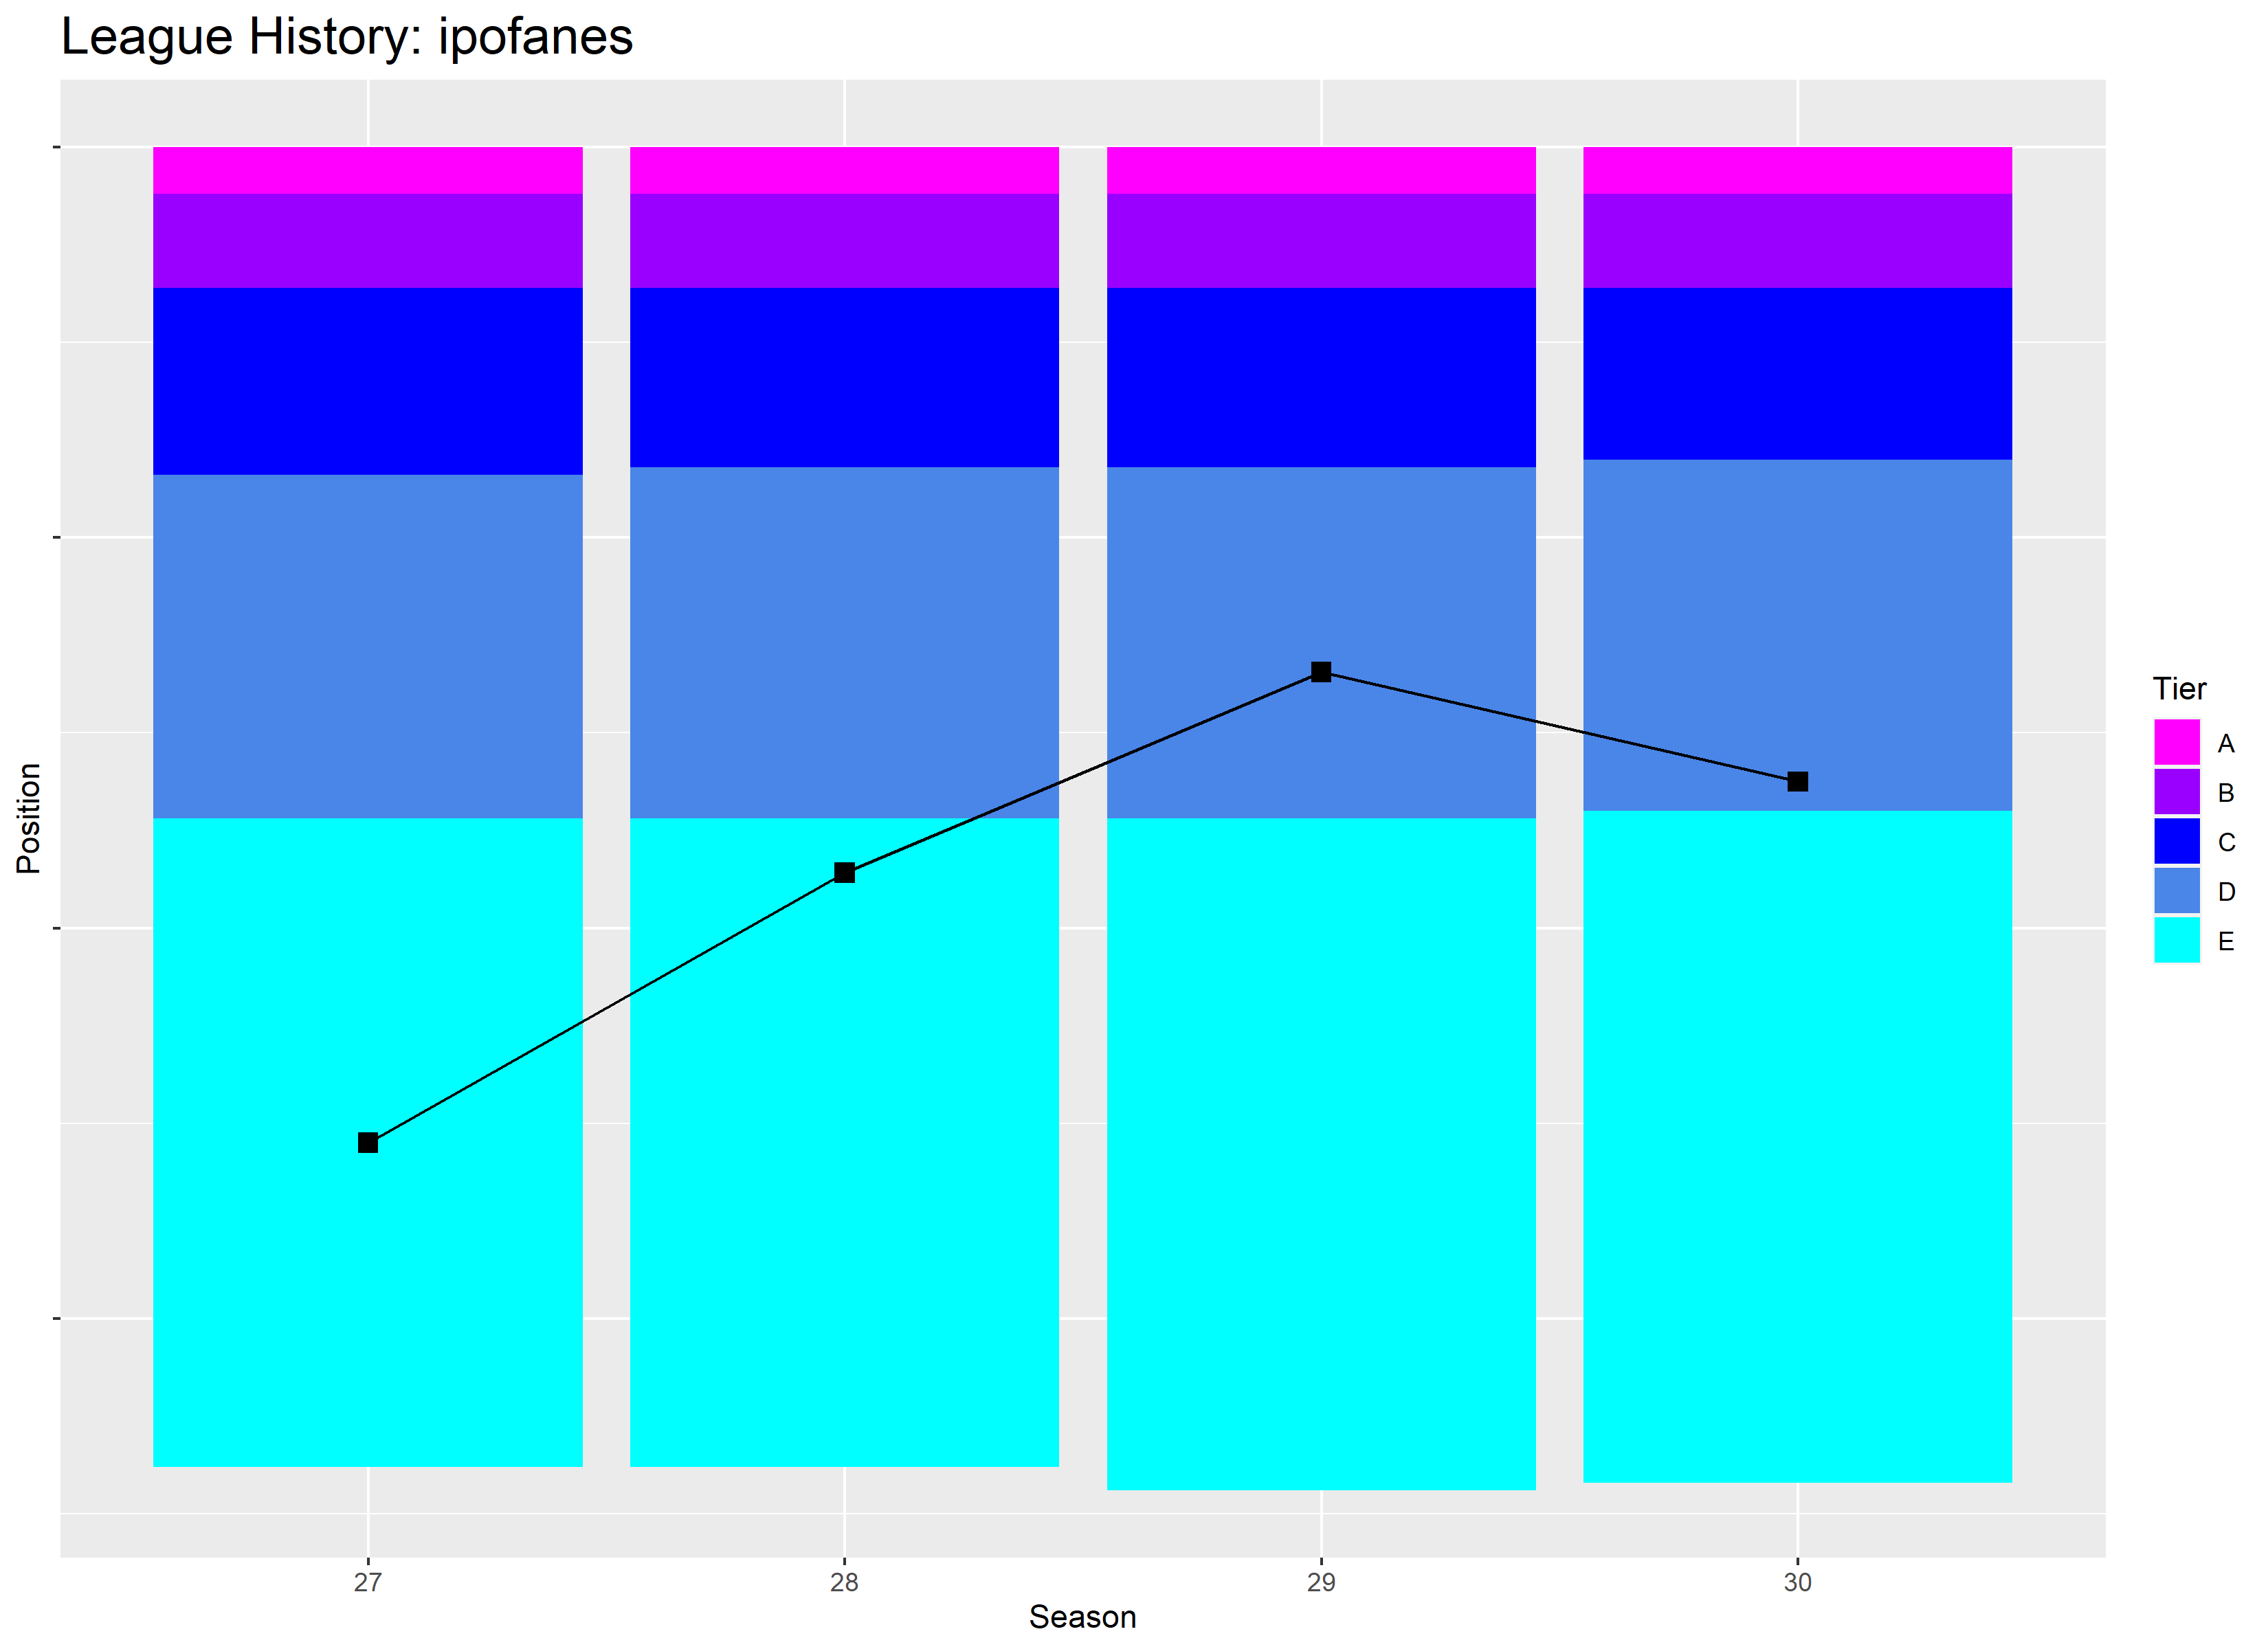 League History: ipofanes
Position
27
28
29
30
Season
Tier
A
B
C
D
E